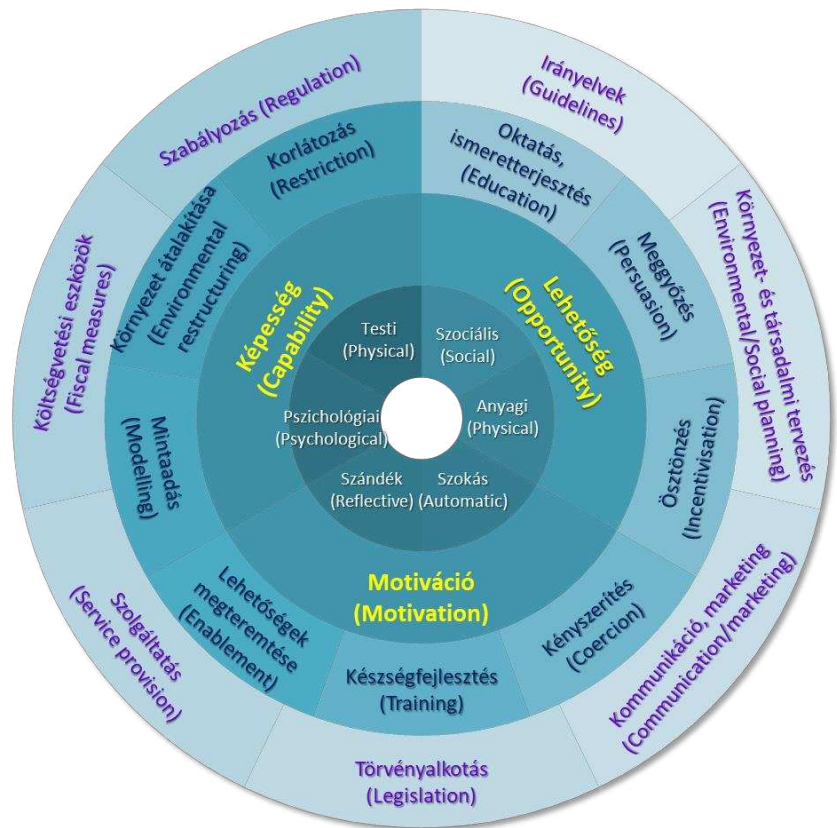 Irányelvek
(Guidelines)
Környezet- és társadalmi tervezés
(Environmental/Social planning)
Kommunikáció, marketing
(Communication/marketing)
Törvényalkotás
(Legislation)
Szolgáltatás
(Service provision)
Költségvetési eszközök
(Fiscal measures)
Szabályozás (Regulation)
Oktatás,
ismeretterjesztés
(Education)
Meggyőzés
(Persuasion)
Ösztönzés
(Incentivisation)
Kényszerítés
(Coercion)
Készségfejlesztés
(Training)
Lehetőségek
megteremtése
(Enablement)
Mintaadás
(Modelling)
Környezet átalakítása
(Environmental
restructuring)
Korlátozás
(Restriction)
Képesség
(Capability)
Lehetőség
(Opportunity)
Motiváció
(Motivation)
Testi
(Physical)
Szociális
(Social)
Anyagi
(Physical)
Szokás
(Automatic)
Szándék
(Reflective)
Pszichológiai
(Psychological)